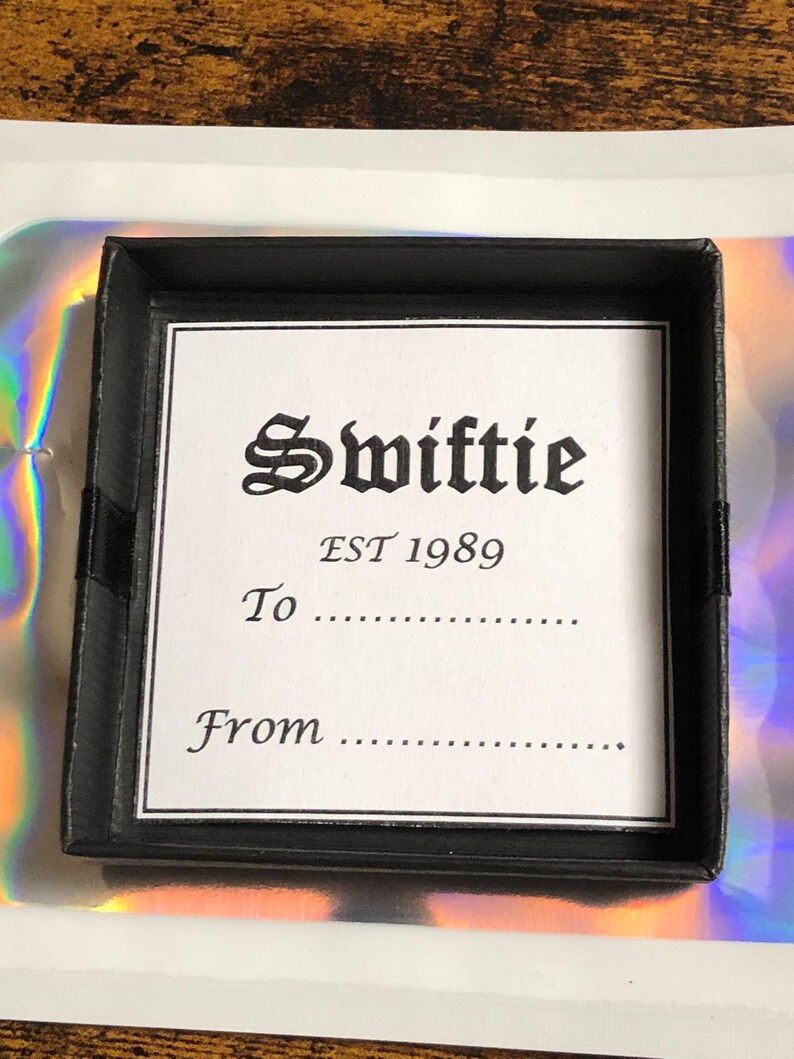 Swiftie
EST 1989
To ..................
From ....................